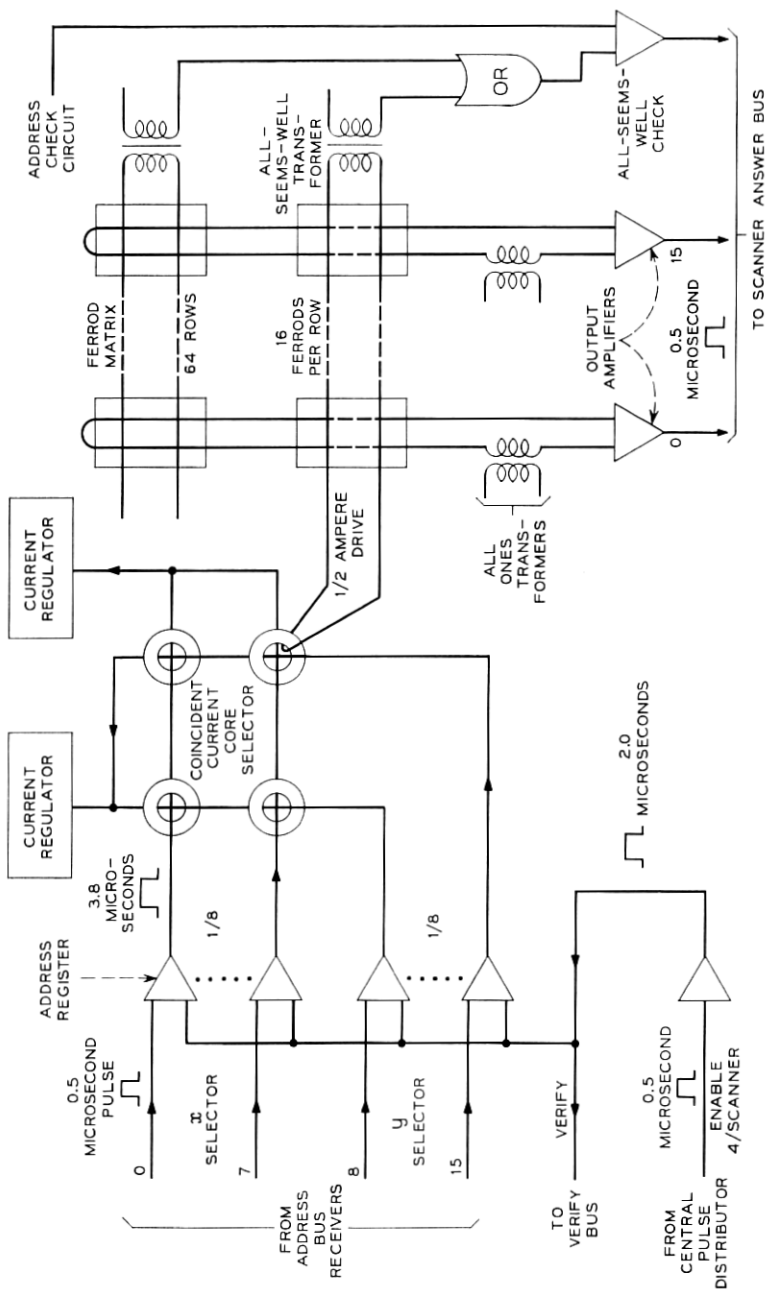 FROM
ADDRESS
BUS
RECEIVERS
0
x
SELECTOR
7
8
y
SELECTOR
15
0.5
MICROSECOND
PULSE
ADDRESS
REGISTER
3.8
MICRO-
SECONDS
1/8
1/8
CURRENT
REGULATOR
CURRENT
REGULATOR
COINCIDENT
CURRENT
CORE
SELECTOR
1/2 AMPERE
DRIVE
FERROD
MATRIX
64 ROWS
16
FERRODS
PER ROW
ADDRESS
CHECK
CIRCUIT
ALL-
SEEMS-WELL
TRANS-
FORMER
OR
ALL
ONES
TRANS-
FORMERS
OUTPUT
AMPLIFIERS
0
15
0.5
MICROSECOND
ALL-SEEMS-
WELL
CHECK
TO SCANNER ANSWER BUS
TO
VERIFY
BUS
VERIFY
2.0
MICROSECONDS
FROM
CENTRAL
PULSE
DISTRIBUTOR
0.5
MICROSECOND
ENABLE
4/SCANNER